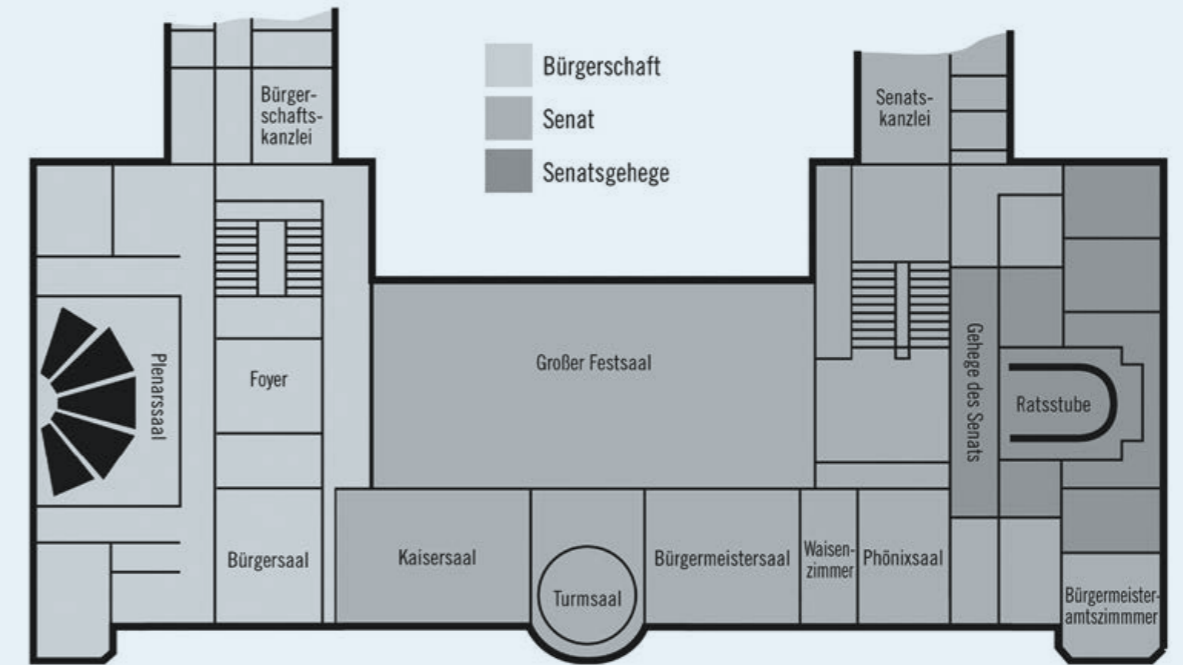 Bürgerschaft
Senat
Senatsgehege
Bürger-
schafts-
kanzlei
Senats-
kanzlei
Plenarssaal
Foyer
Großer Festsaal
Gehege des Senats
Ratsstube
Bürgersaal
Kaisersaal
Turmsaal
Bürgermeistersaal
Waisen-
zimmer
Phönixsaal
Bürgermeister-
amtszimmmer